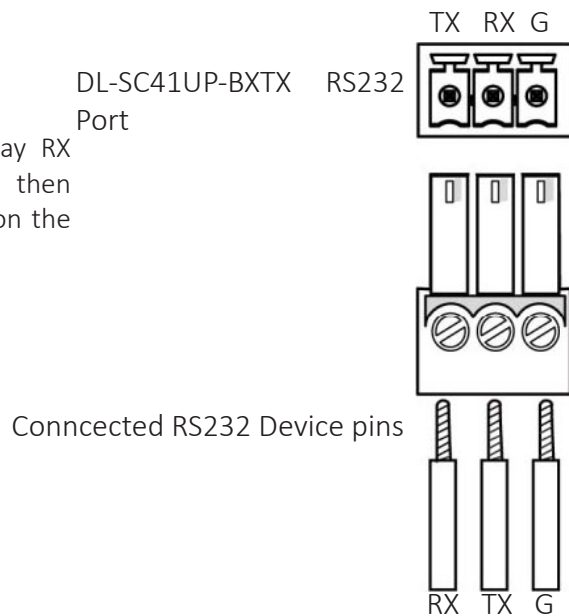 TX RX G
DL-SC41UP-BXTX RS232
Port
ay RX
then
on the
Conncected RS232 Device pins
RX TX G